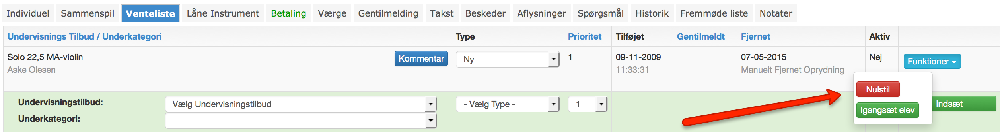 Individuel Sammenspil Venteliste Låne Instrument Betaling Værge Gentilmelding Takst Beskeder Aflysninger Spørgsmål Historik Fremmøde liste Notater
Undervisnings Tilbud / Underkategori Type Prioritet Tilføjet Gentilmeldt Fjernet Aktiv
Solo 22,5 MA-violin Kommentar Ny 1 09-11-2009 07-05-2015 Nej Funktioner
Aske Olesen 11:33:31 Manuelt Fjernet Oprydning
Nulstil
Undervisningstilbud: Vælg Undervisningstilbud - Vælg Type - 1 Indsæt
Igangsæt elev
Underkategori: